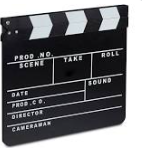 PROD. NO.
SCENE TAKE ROLL
SOUND
DATE
PROD. CO.
DIRECTOR
CAMERAMAN